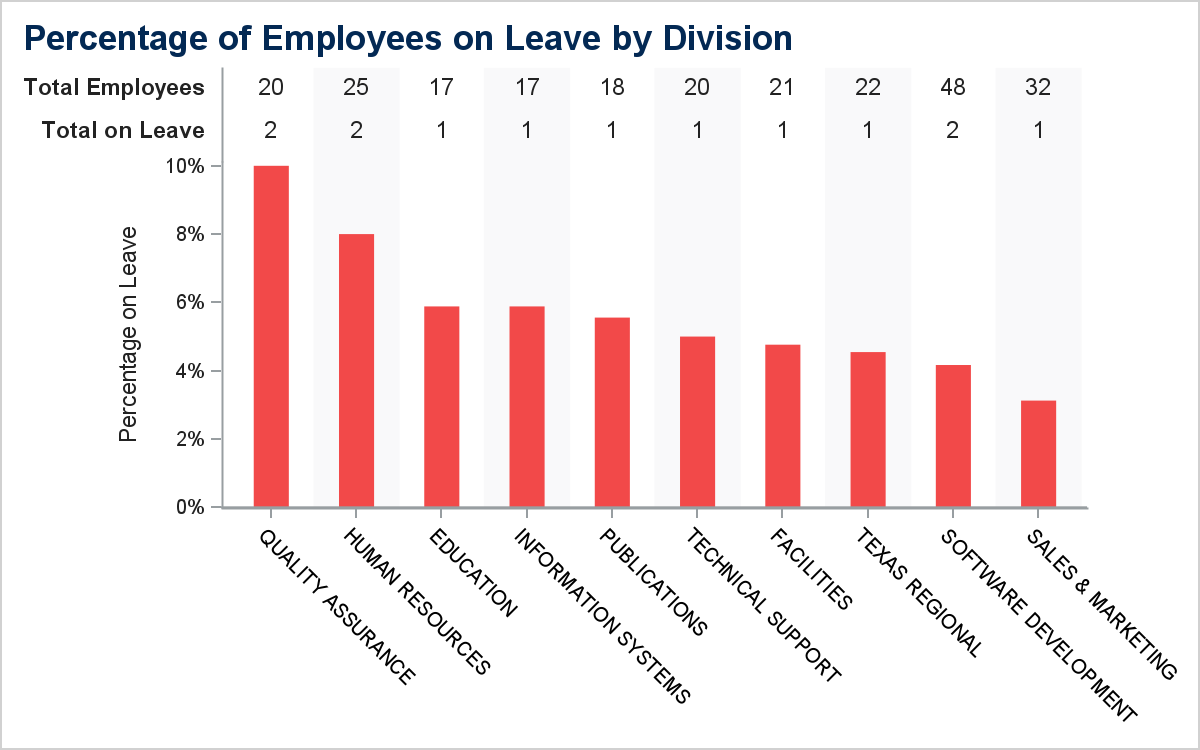 Percentage of Employees on Leave by Division
Total Employees 20 25 17 17 18 20 21 22 48 32
Total on Leave 2 2 1 1 1 1 1 1 2 1
Percentage on Leave
10%
8%
6%
4%
2%
0%
QUALITY ASSURANCE
HUMAN RESOURCES
EDUCATION
INFORMATION SYSTEMS
PUBLICATIONS
TECHNICAL SUPPORT
FACILITIES
TEXAS REGIONAL
SOFTWARE DEVELOPMENT
SALES & MARKETING